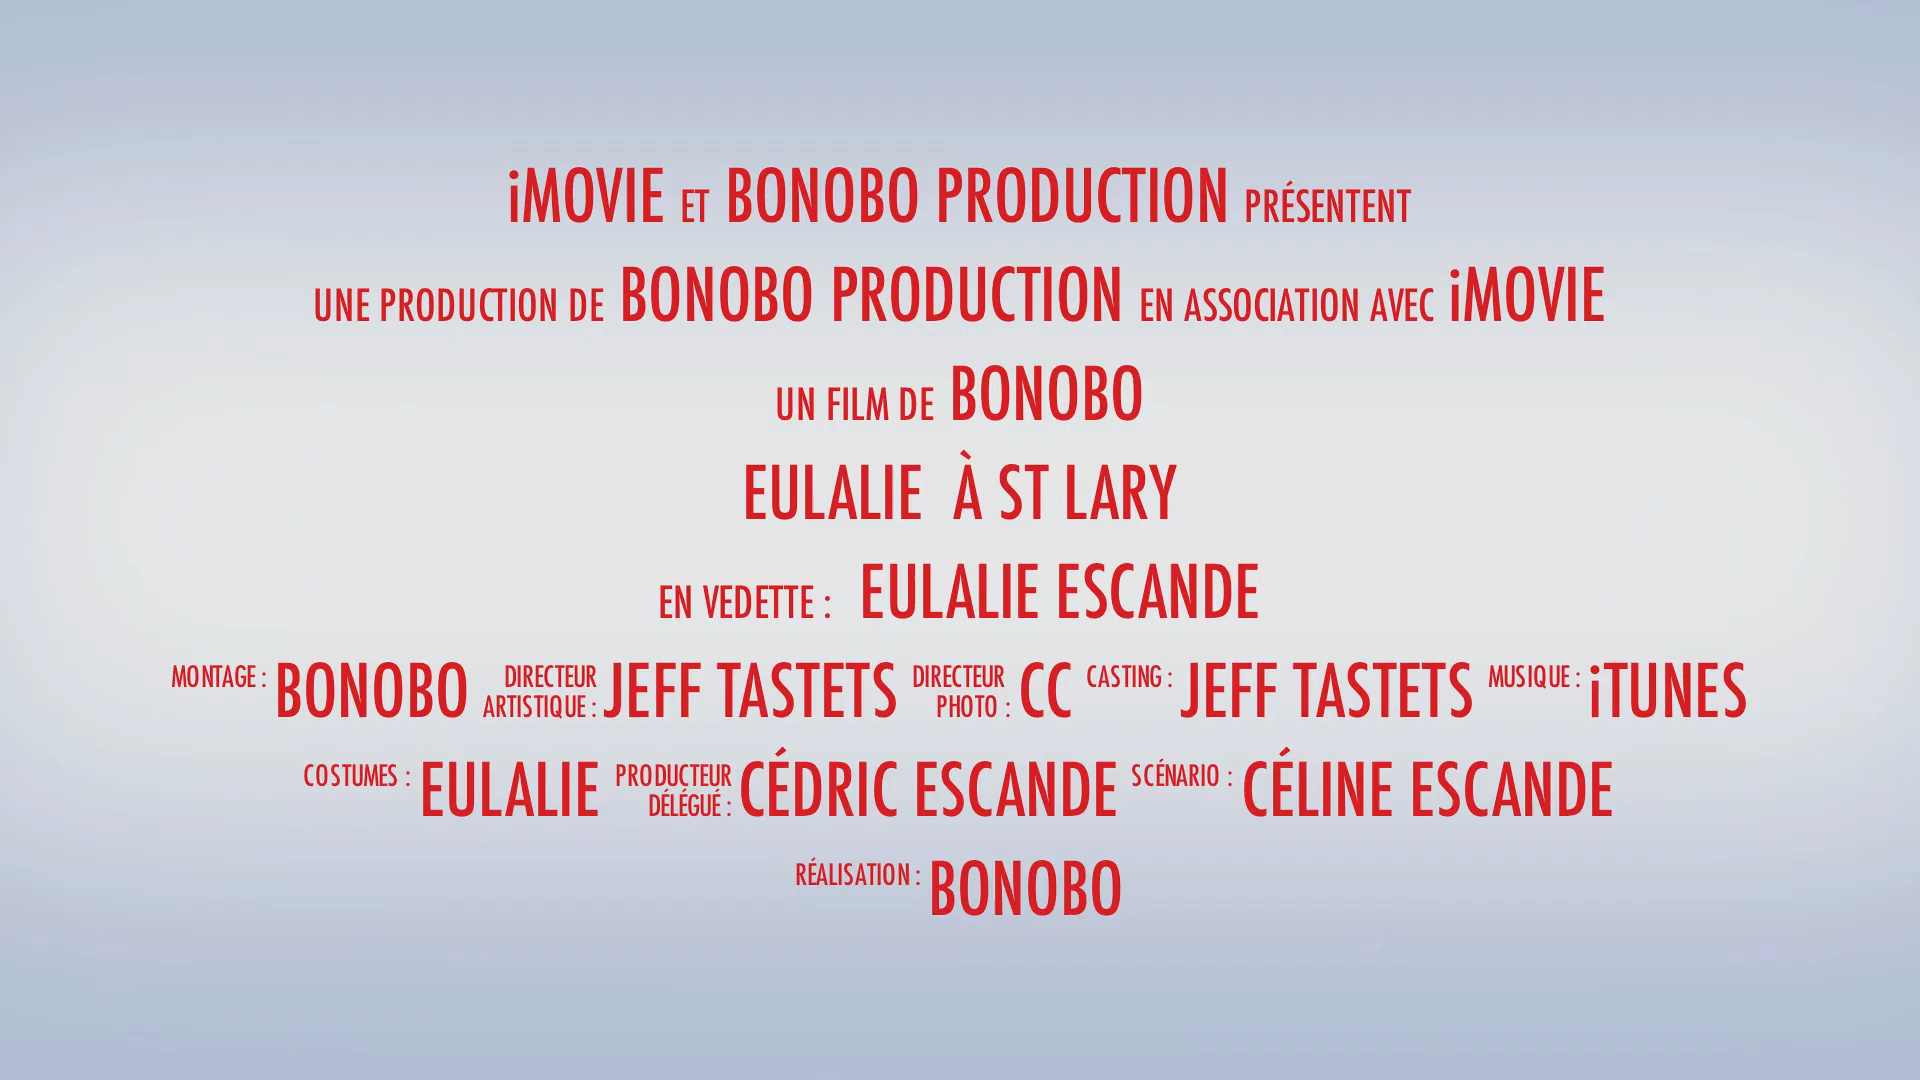 iMOVIE ET BONOBO PRODUCTION PRÉSENTENT
UNE PRODUCTION DE BONOBO PRODUCTION EN ASSOCIATION AVEC iMOVIE
UN FILM DE BONOBO
EULALIE À ST LARY
EN VEDETTE : EULALIE ESCANDE
MONTAGE : BONOBO DIRECTEUR ARTISTIQUE : JEFF TASTETS DIRECTEUR PHOTO : CC CASTING : JEFF TASTETS MUSIQUE : iTUNES
COSTUMES : EULALIE PRODUCTEUR DÉLÉGUÉ : CÉDRIC ESCANDE SCÉNARIO : CÉLINE ESCANDE
RÉALISATION : BONOBO